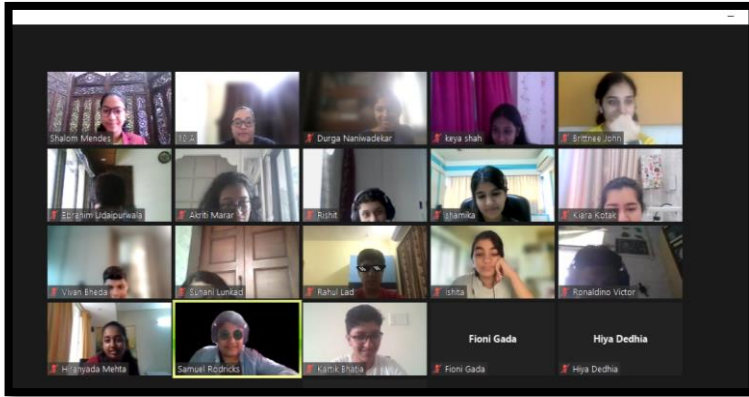 Shalom Mendes
10 A
Durga Naniwadekar
keya shah
Brittnee John
Ebrahim Udaipurwala
Akriti Marar
Rishit
shamika
Kiara Kotak
Vivan Bheda
Suhani Lunkad
Rahul Lad
ishita
Ronaldino Victor
Hiranyada Mehta
Samuel Rodricks
Kartik Bhatia
Fioni Gada
Fioni Gada
Hiya Dedhia
Hiya Dedhia